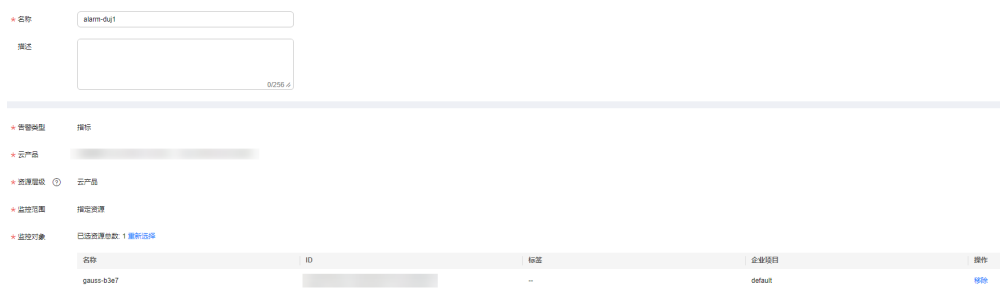 * 名称 alarm-duj1
描述
0/256
* 告警类型 指标
* 云产品
* 资源层级 ? 云产品
* 监控范围 指定资源
* 监控对象 已选资源总数: 1 重新选择
名称 ID 标签 企业项目 操作
gauss-b3e7 -- default 移除